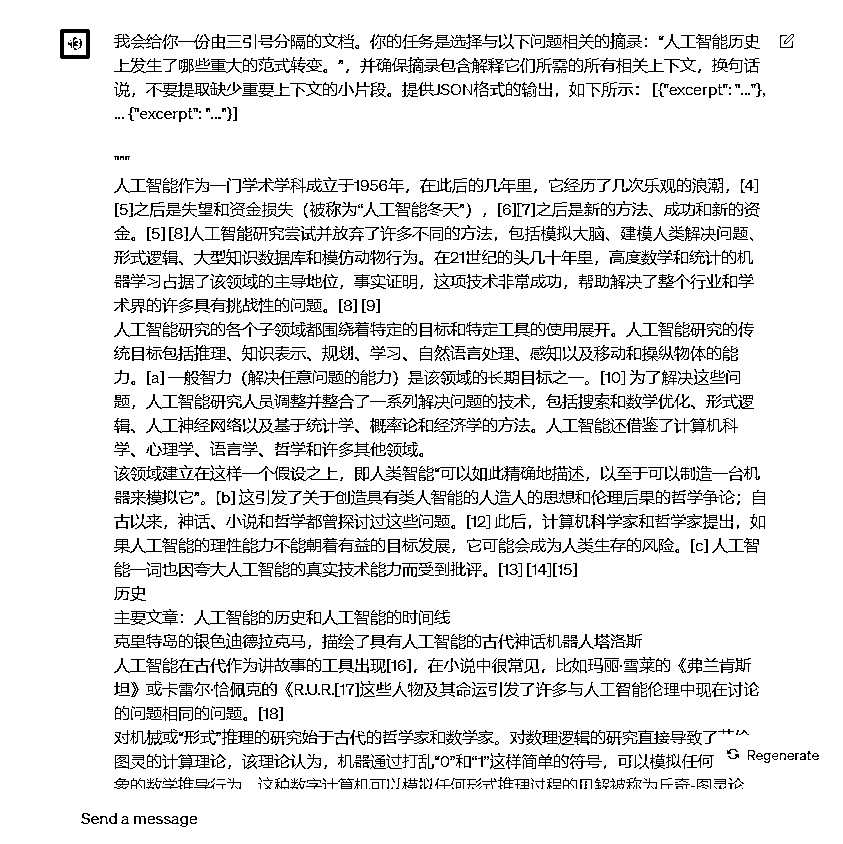 我会给你一份由三引号分隔的文档。你的任务是选择与以下问题相关的摘录：“人工智能历史
上发生了哪些重大的范式转变。”，并确保摘录包含解释它们所需的所有相关上下文，换句话
说，不要提取缺少重要上下文的小片段。提供JSON格式的输出，如下所示： [{"excerpt": "..."},
... {"excerpt": "..."}]
"""
人工智能作为一门学术学科成立于1956年，在此后的几年里，它经历了几次乐观的浪潮，[4]
[5]之后是失望和资金损失（被称为“人工智能冬天”），[6][7]之后是新的方法、成功和新的资
金。[5][8]人工智能研究尝试并放弃了许多不同的方法，包括模拟大脑、建模人类解决问题、
形式逻辑、大型知识数据库和模仿动物行为。在21世纪的头几十年里，高度数学和统计的机
器学习占据了该领域的主导地位，事实证明，这项技术非常成功，帮助解决了整个行业和学
术界的许多具有挑战性的问题。[8][9]
人工智能研究的各个子领域都围绕着特定的目标和特定工具的使用展开。人工智能研究的传
统目标包括推理、知识表示、规划、学习、自然语言处理、感知以及移动和操纵物体的能
力。[a] 一般智力（解决任意问题的能力）是该领域的长期目标之一。[10] 为了解决这些问
题，人工智能研究人员调整并整合了一系列解决问题的技术，包括搜索和数学优化、形式逻
辑、人工神经网络以及基于统计学、概率论和经济学的方法。人工智能还借鉴了计算机科
学、心理学、语言学、哲学和许多其他领域。
该领域建立在这样一个假设之上，即人类智能“可以如此精确地描述，以至于可以制造一台机
器来模拟它”。[b] 这引发了关于创造具有类人智能的人造人的思想和伦理后果的哲学争论；自
古以来，神话、小说和哲学都曾探讨过这些问题。[12] 此后，计算机科学家和哲学家提出，如
果人工智能的理性能力不能朝着有益的目标发展，它可能会成为人类生存的风险。[c] 人工智
能一词也因夸大人工智能的真实技术能力而受到批评。[13][14][15]
历史
主要文章：人工智能的历史和人工智能的时间线
克里特岛的银色迪德拉克马，描绘了具有人工智能的古代神话机器人塔洛斯
人工智能在古代作为讲故事的工具出现[16]，在小说中很常见，比如玛丽·雪莱的《弗兰肯斯
坦》或卡雷尔·恰佩克的《R.U.R.[17]这些人物及其命运引发了许多与人工智能伦理中现在讨论
的问题相同的问题。[18]
对机械或“形式”推理的研究始于古代的哲学家和数学家。对数理逻辑的研究直接导致了
图灵的计算理论，该理论认为，机器通过打乱“0”和“1”这样简单的符号，可以模拟任何
象的数学推导行为。这种数字计算机可以模拟任何形式推理过程的见解被称为丘奇-图灵论
Regenerate
Send a message